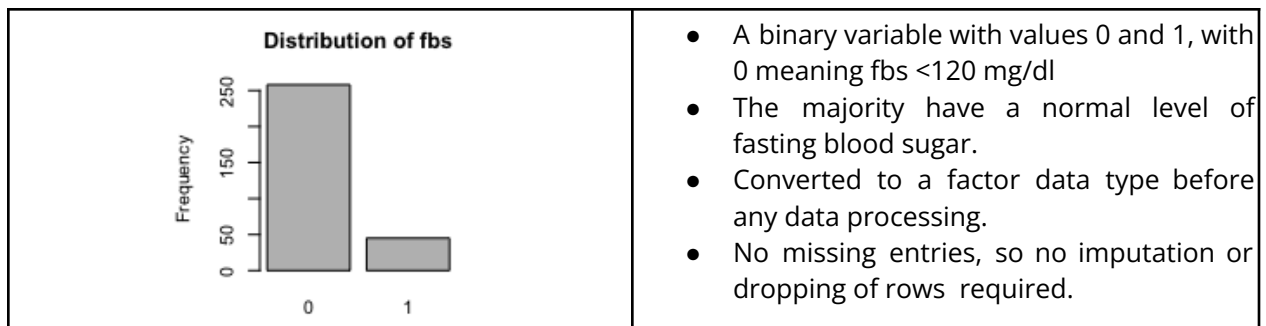 Distribution of fbs
250
150
50
0
Frequency
0 1
● A binary variable with values 0 and 1, with
0 meaning fbs <120 mg/dl
● The majority have a normal level of
fasting blood sugar.
● Converted to a factor data type before
any data processing.
● No missing entries, so no imputation or
dropping of rows required.